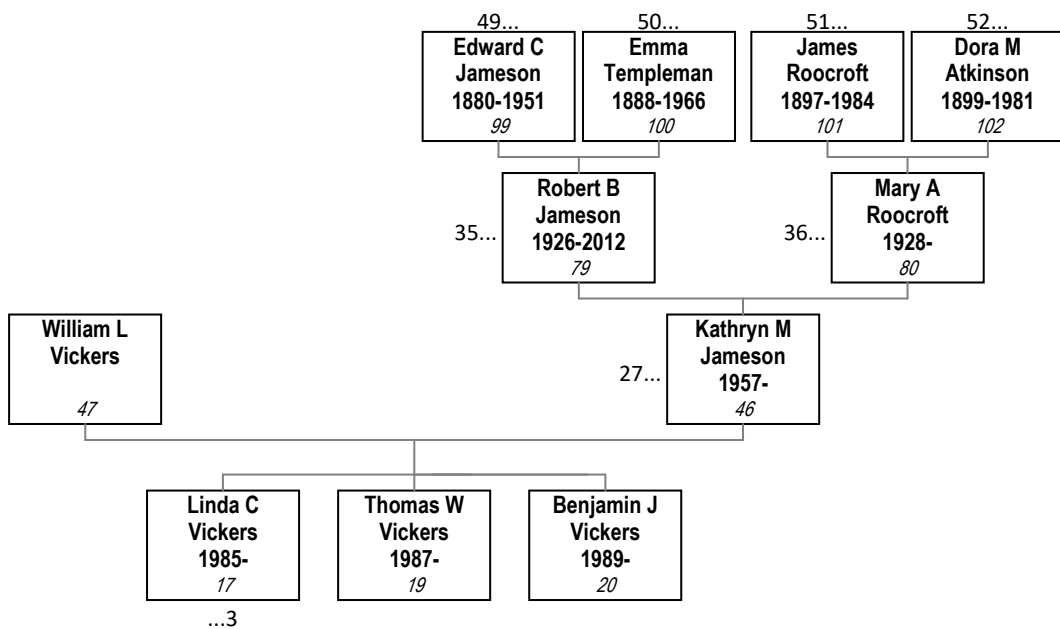 49...
50...
51...
52...
Edward C
Jameson
1880-1951
99
Emma
Templeman
1888-1966
100
James
Roocroft
1897-1984
101
Dora M
Atkinson
1899-1981
102
35...
Robert B
Jameson
1926-2012
79
36...
Mary A
Roocroft
1928-
80
William L
Vickers
47
27...
Kathryn M
Jameson
1957-
46
Linda C
Vickers
1985-
17
Thomas W
Vickers
1987-
19
Benjamin J
Vickers
1989-
20
...3